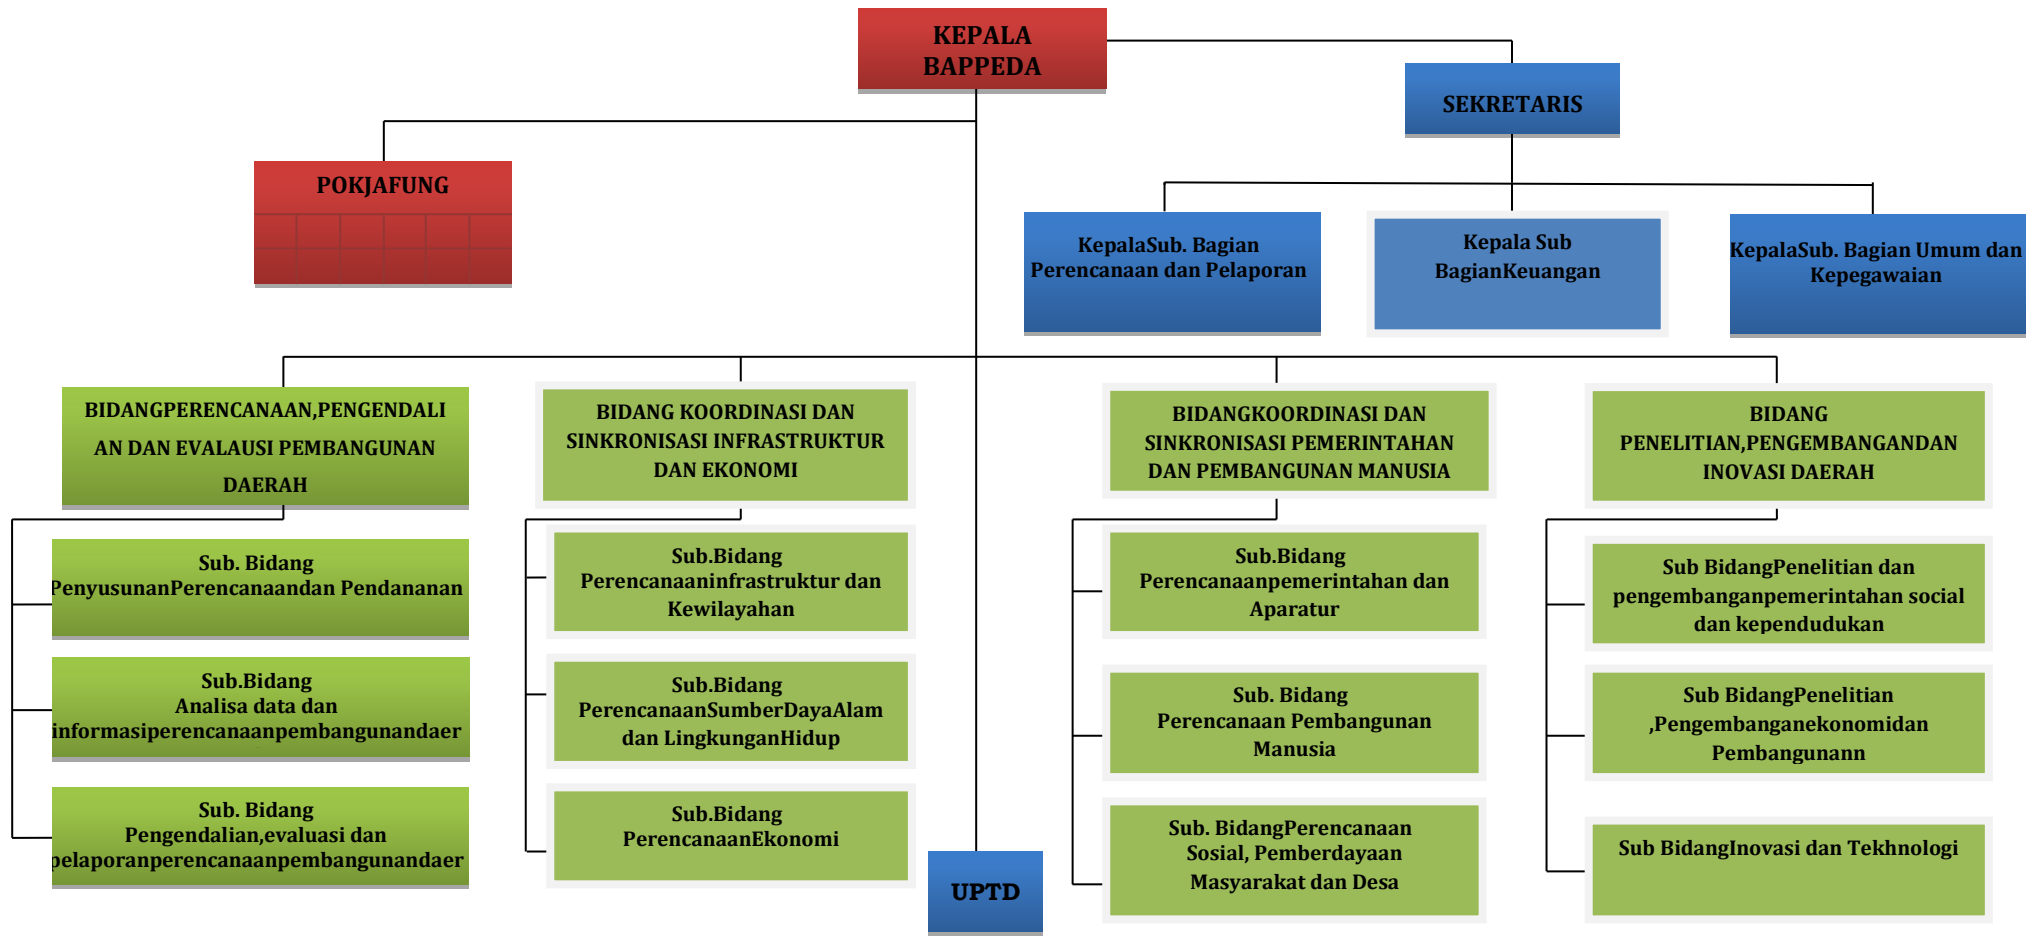 KEPALA
BAPPEDA
SEKRETARIS
POKJAFUNG
KepalaSub. Bagian
Perencanaan dan Pelaporan
Kepala Sub
BagianKeuangan
KepalaSub. Bagian Umum dan
Kepegawaian
BIDANGPERENCANAAN,PENGENDALI
AN DAN EVALAUSI PEMBANGUNAN
DAERAH
Sub. Bidang
PenyusunanPerencanaandan Pendananan
Sub.Bidang
Analisa data dan
informasiperencanaanpembangunandaer
Sub. Bidang
Pengendalian,evaluasi dan
pelaporanperencanaanpembangunandaer
BIDANG KOORDINASI DAN
SINKRONISASI INFRASTRUKTUR
DAN EKONOMI
Sub.Bidang
Perencanaaninfrastruktur dan
Kewilayahan
Sub.Bidang
PerencanaanSumberDayaAlam
dan LingkunganHidup
Sub.Bidang
PerencanaanEkonomi
UPTD
BIDANGKOORDINASI DAN
SINKRONISASI PEMERINTAHAN
DAN PEMBANGUNAN MANUSIA
Sub.Bidang
Perencanaanpemerintahan dan
Aparatur
Sub. Bidang
Perencanaan Pembangunan
Manusia
Sub. BidangPerencanaan
Sosial, Pemberdayaan
Masyarakat dan Desa
BIDANG
PENELITIAN,PENGEMBANGANDAN
INOVASI DAERAH
Sub BidangPenelitian dan
pengembanganpemerintahan social
dan kependudukan
Sub BidangPenelitian
,Pengembanganekonomidan
Pembangunann
Sub BidangInovasi dan Tekhnologi